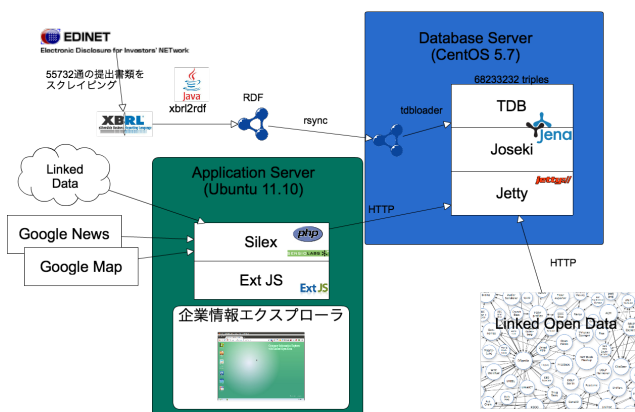 EDINET
Electronic Disclosure for Investors' NETwork
55732通の提出書類を
スクレイピング
Java
xbrl2rdf
XBRL
RDF
rsync
tdbloader
Database Server
(CentOS 5.7)
68233232 triples
TDB
Jena
Joseki
Jetty
jetty://
Linked
Data
Google News
Google Map
Application Server
(Ubuntu 11.10)
Silex
php
Ext JS
Ext JS
HTTP
HTTP
企業情報エクスプローラ
Linked Open Data